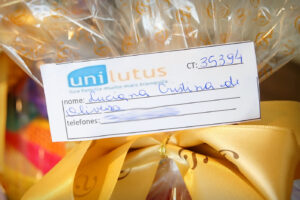 unilutus CT: 35394
nome: Luciana Cristina de
Oliveira
telefones: